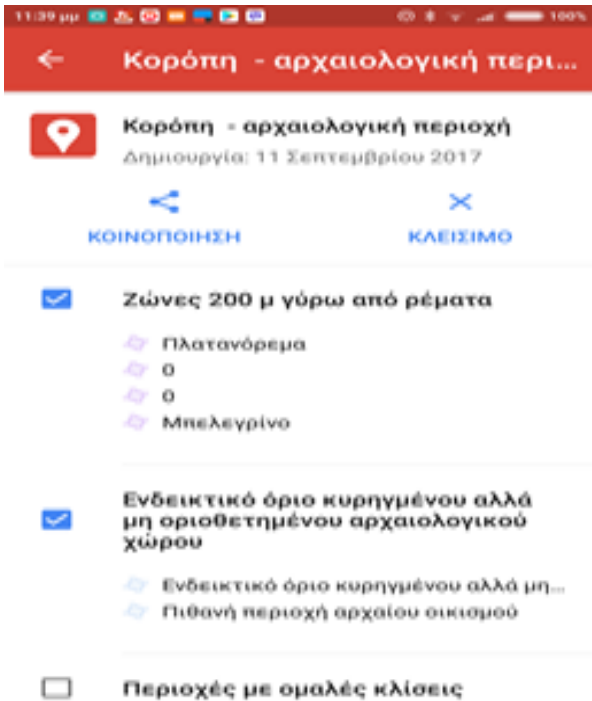 11:39 μμ 100%
Κορόπη - αρχαιολογική περι...
Κορόπη - αρχαιολογική περιοχή
Δημιουργία: 11 Σεπτεμβρίου 2017
ΚΟΙΝΟΠΟΙΗΣΗ ΚΛΕΙΣΙΜΟ
Ζώνες 200 μ γύρω από ρέματα
Πλατανόρεμα
0
0
Μπελεγρίνο
Ενδεικτικό όριο κυρηγμένου αλλά
μη οριοθετημένου αρχαιολογικού
χώρου
Ενδεικτικό όριο κυρηγμένου αλλά μη...
Πιθανή περιοχή αρχαίου οικισμού
Περιοχές με ομαλές κλίσεις